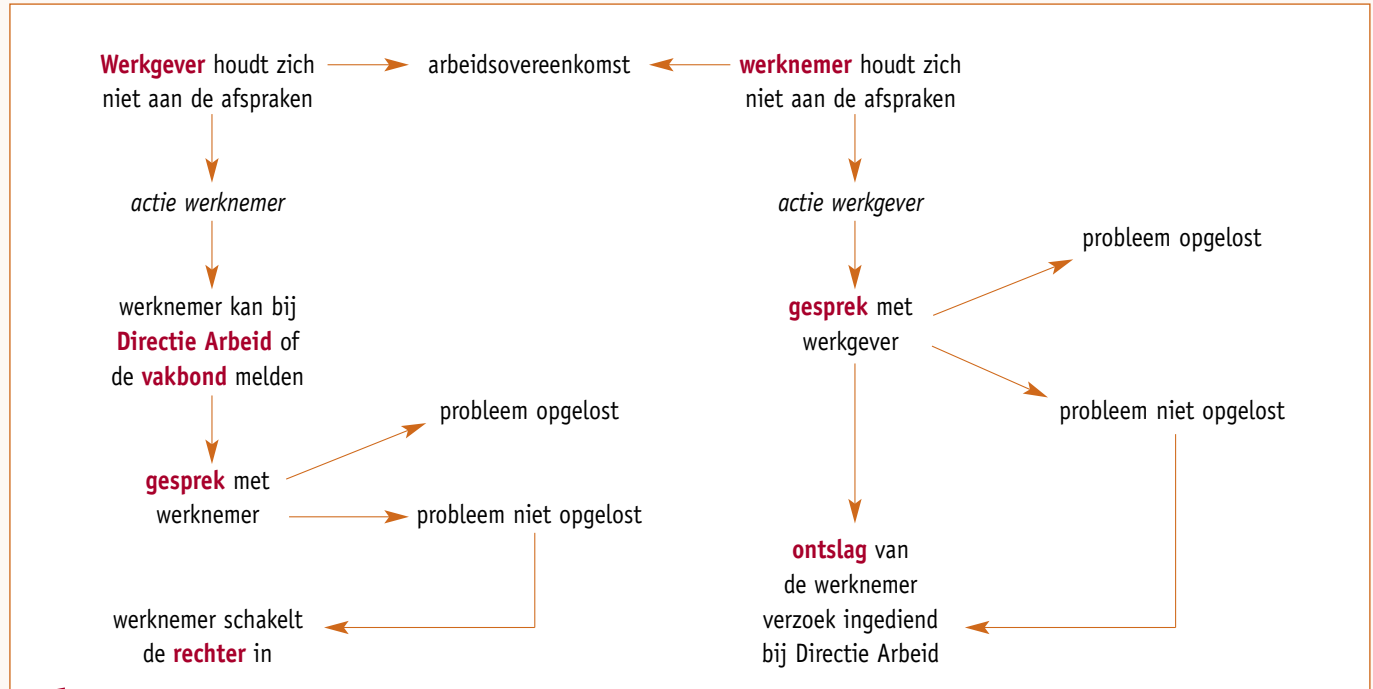 Werkgever houdt zich
niet aan de afspraken
arbeidsovereenkomst
werknemer houdt zich
niet aan de afspraken
actie werknemer
werknemer kan bij
Directie Arbeid of
de vakbond melden
gesprek met
werknemer
probleem opgelost
probleem niet opgelost
werknemer schakelt
de rechter in
actie werkgever
gesprek met
werkgever
probleem opgelost
probleem niet opgelost
ontslag van
de werknemer
verzoek ingediend
bij Directie Arbeid